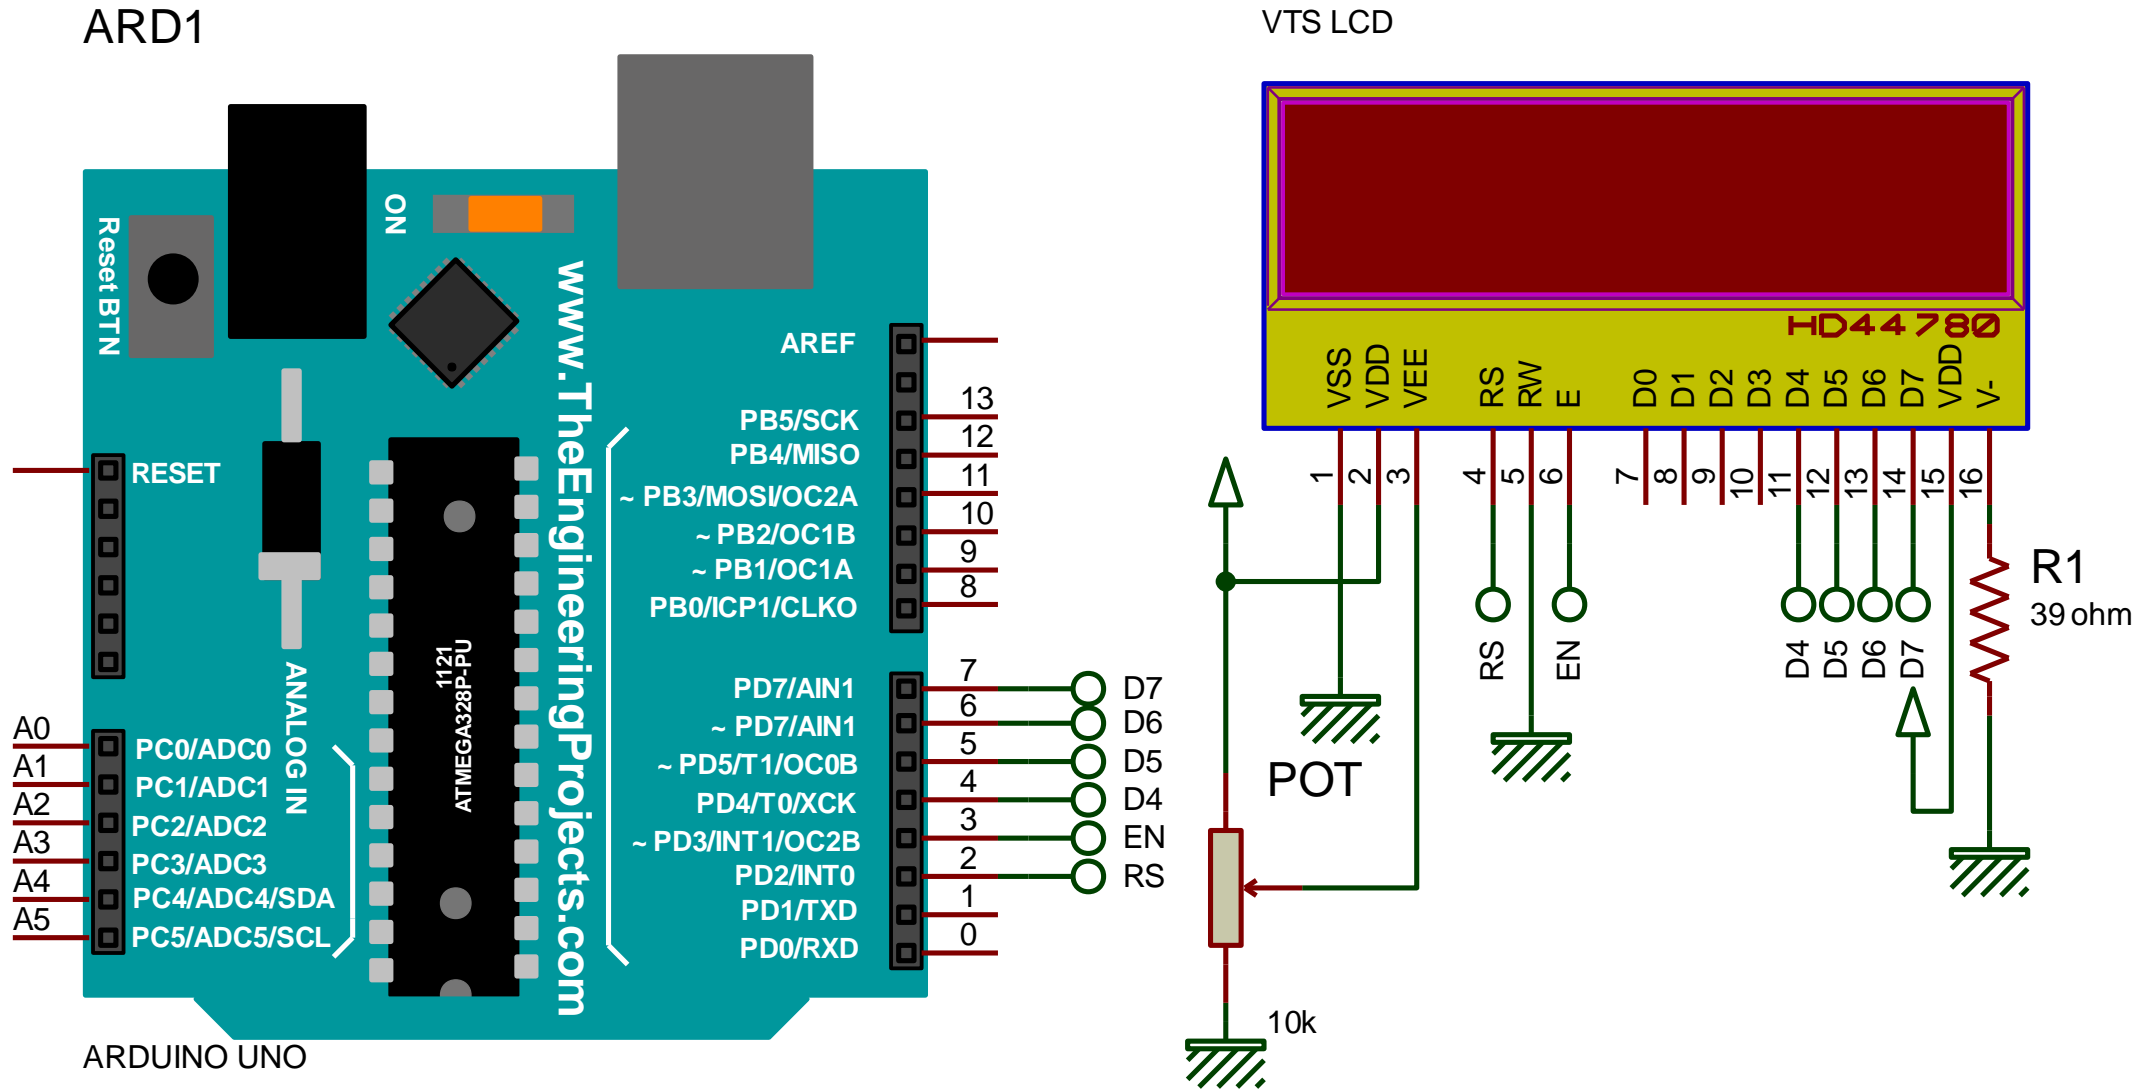 ARD1
VTS LCD
Reset BTN
ON
www.TheEngineeringProjects.com
AREF
PB5/SCK 13
PB4/MISO 12
~ PB3/MOSI/OC2A 11
~ PB2/OC1B 10
~ PB1/OC1A 9
PB0/ICP1/CLKO 8
RESET
1121
ATMEGA328P-PU
ANALOG IN
A0 PC0/ADC0
A1 PC1/ADC1
A2 PC2/ADC2
A3 PC3/ADC3
A4 PC4/ADC4/SDA
A5 PC5/ADC5/SCL
PD7/AIN1 7 D7
~ PD7/AIN1 6 D6
~ PD5/T1/OC0B 5 D5
PD4/T0/XCK 4 D4
~ PD3/INT1/OC2B 3 EN
PD2/INT0 2 RS
PD1/TXD 1
PD0/RXD 0
ARDUINO UNO
HD44780
VSS VDD VEE RS RW E D0 D1 D2 D3 D4 D5 D6 D7 VDD V-
1 2 3 4 5 6 7 8 9 10 11 12 13 14 15 16
RS EN D4 D5 D6 D7
R1
39 ohm
POT
10k